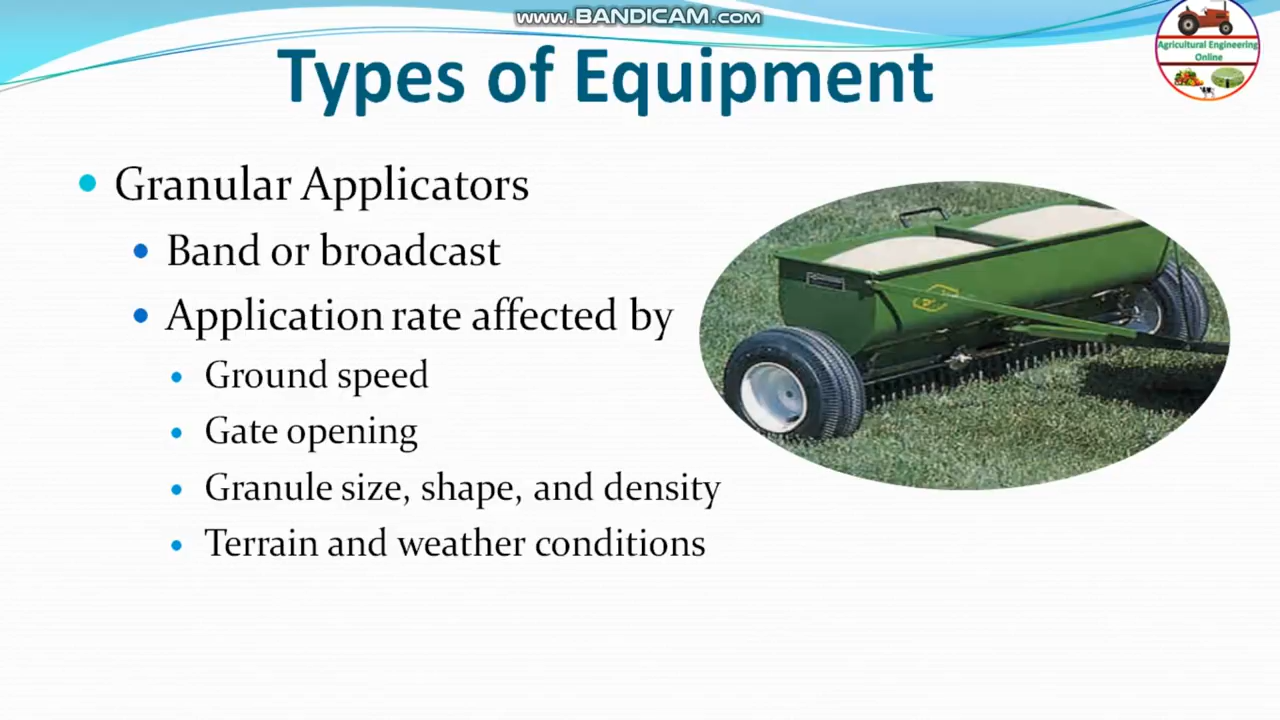 www.BANDICAM.com
Types of Equipment
Agricultural Engineering
Online
Granular Applicators
Band or broadcast
Application rate affected by
Ground speed
Gate opening
Granule size, shape, and density
Terrain and weather conditions